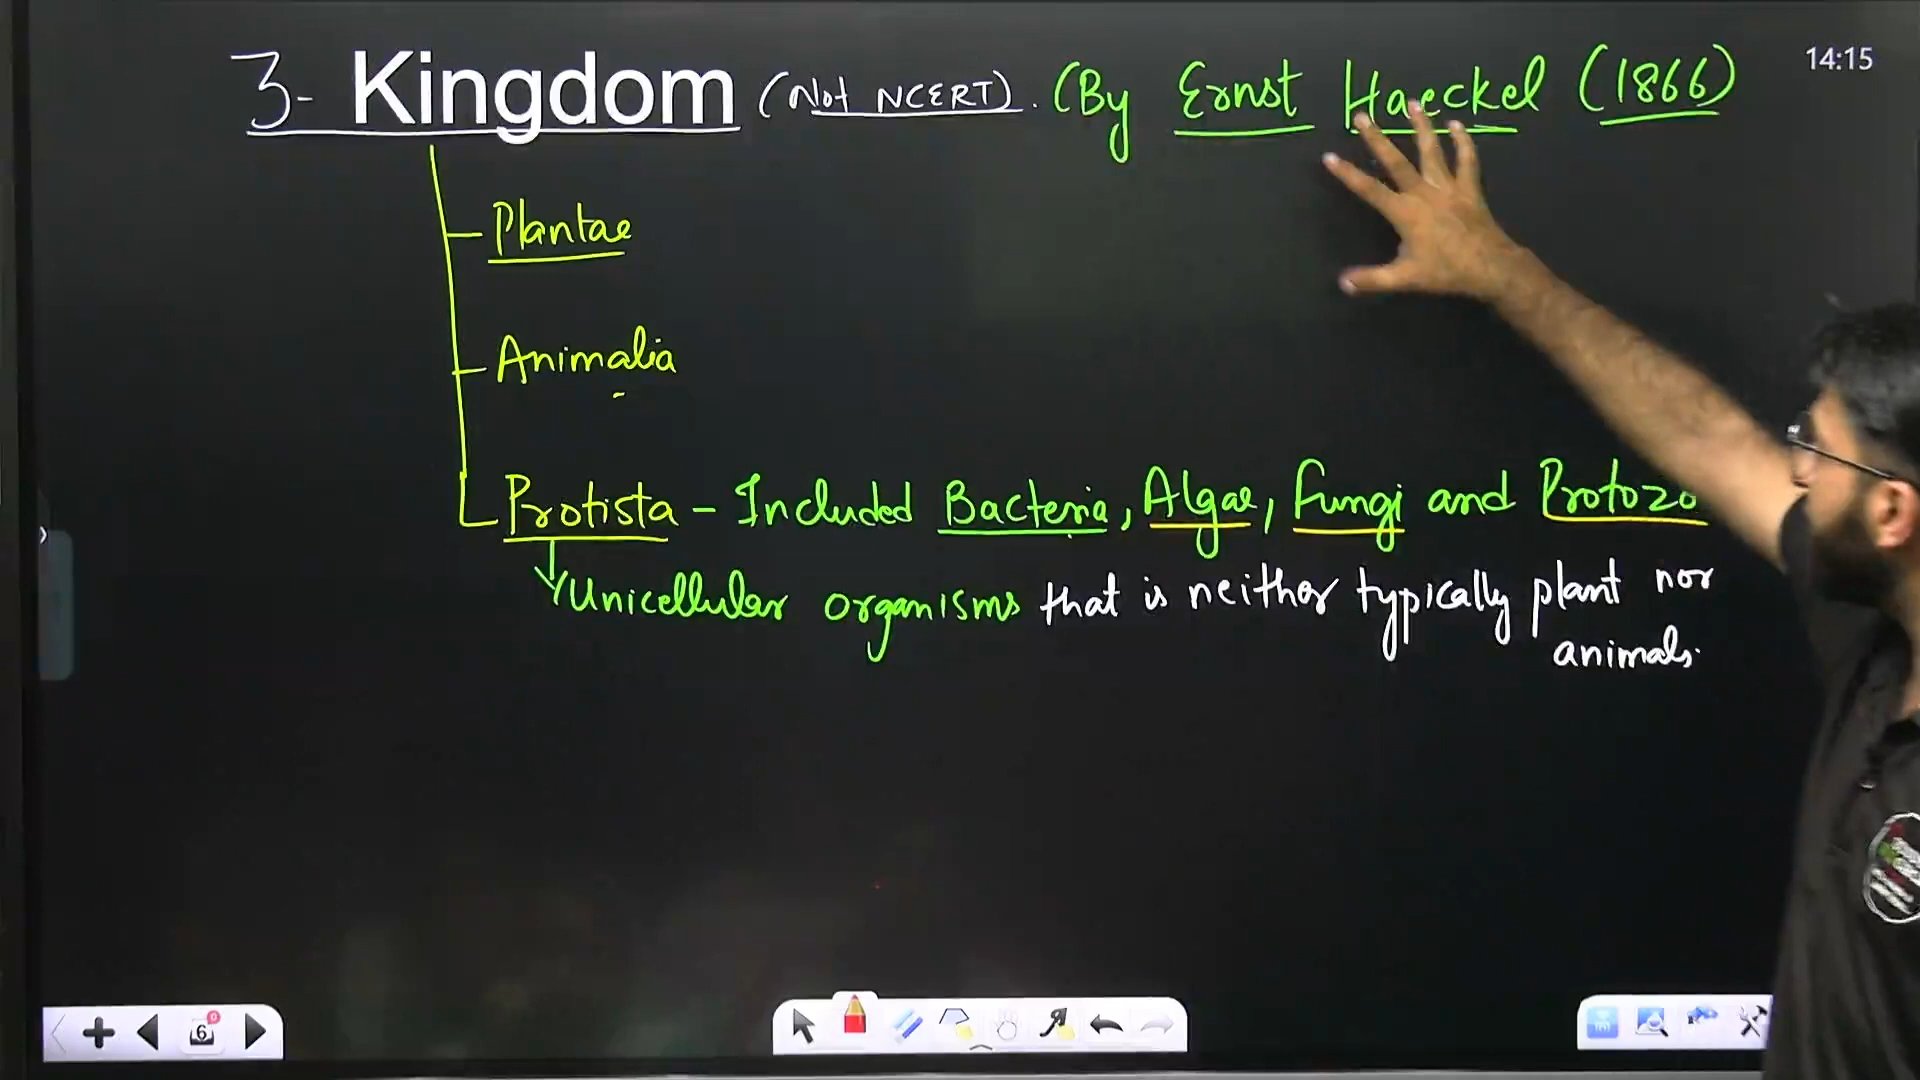 3- Kingdom (Not NCERT). (By Ernst Haeckel (1866)
14:15
Plantae
Animalia
Protista - Included Bacteria, Algae, Fungi and Protozo
Unicellular organisms that is neither typically plant nor
animals.
6